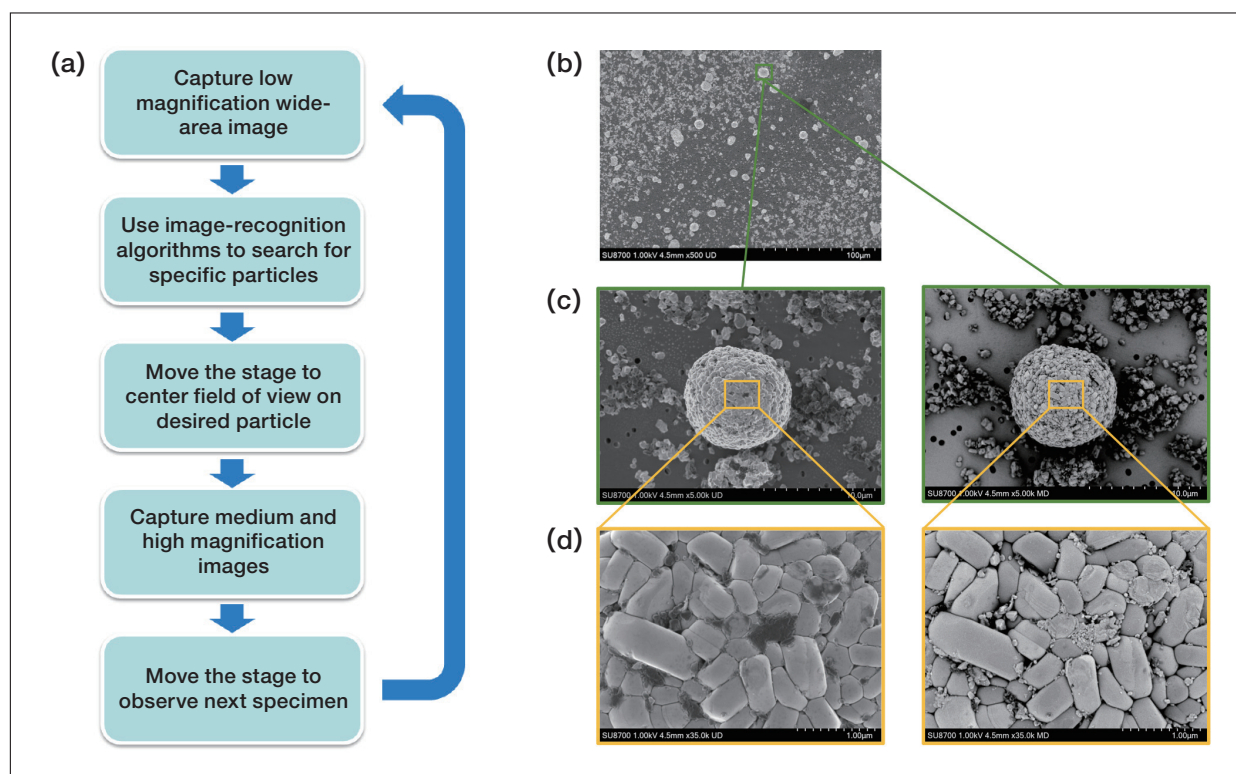 (a)
Capture low
magnification wide-
area image
Use image-recognition
algorithms to search for
specific particles
Move the stage to
center field of view on
desired particle
Capture medium and
high magnification
images
Move the stage to
observe next specimen
(b)
SU8700 1.00kV 4.5mm x500 UD 100μm
(c)
SU8700 1.00kV 4.5mm x5.00k UD 10.0μm
SU8700 1.00kV 4.5mm x5.00k MD 10.0μm
(d)
SU8700 1.00kV 4.5mm x35.0k UD 1.00μm
SU8700 1.00kV 4.5mm x35.0k MD 1.00μm